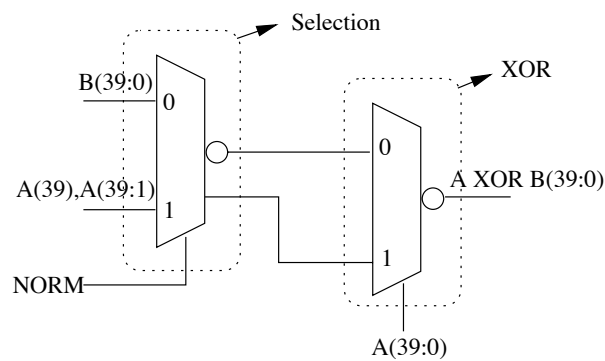 Selection
XOR
B(39:0)
0
0
A(39),A(39:1)
1
A XOR B(39:0)
1
NORM
A(39:0)